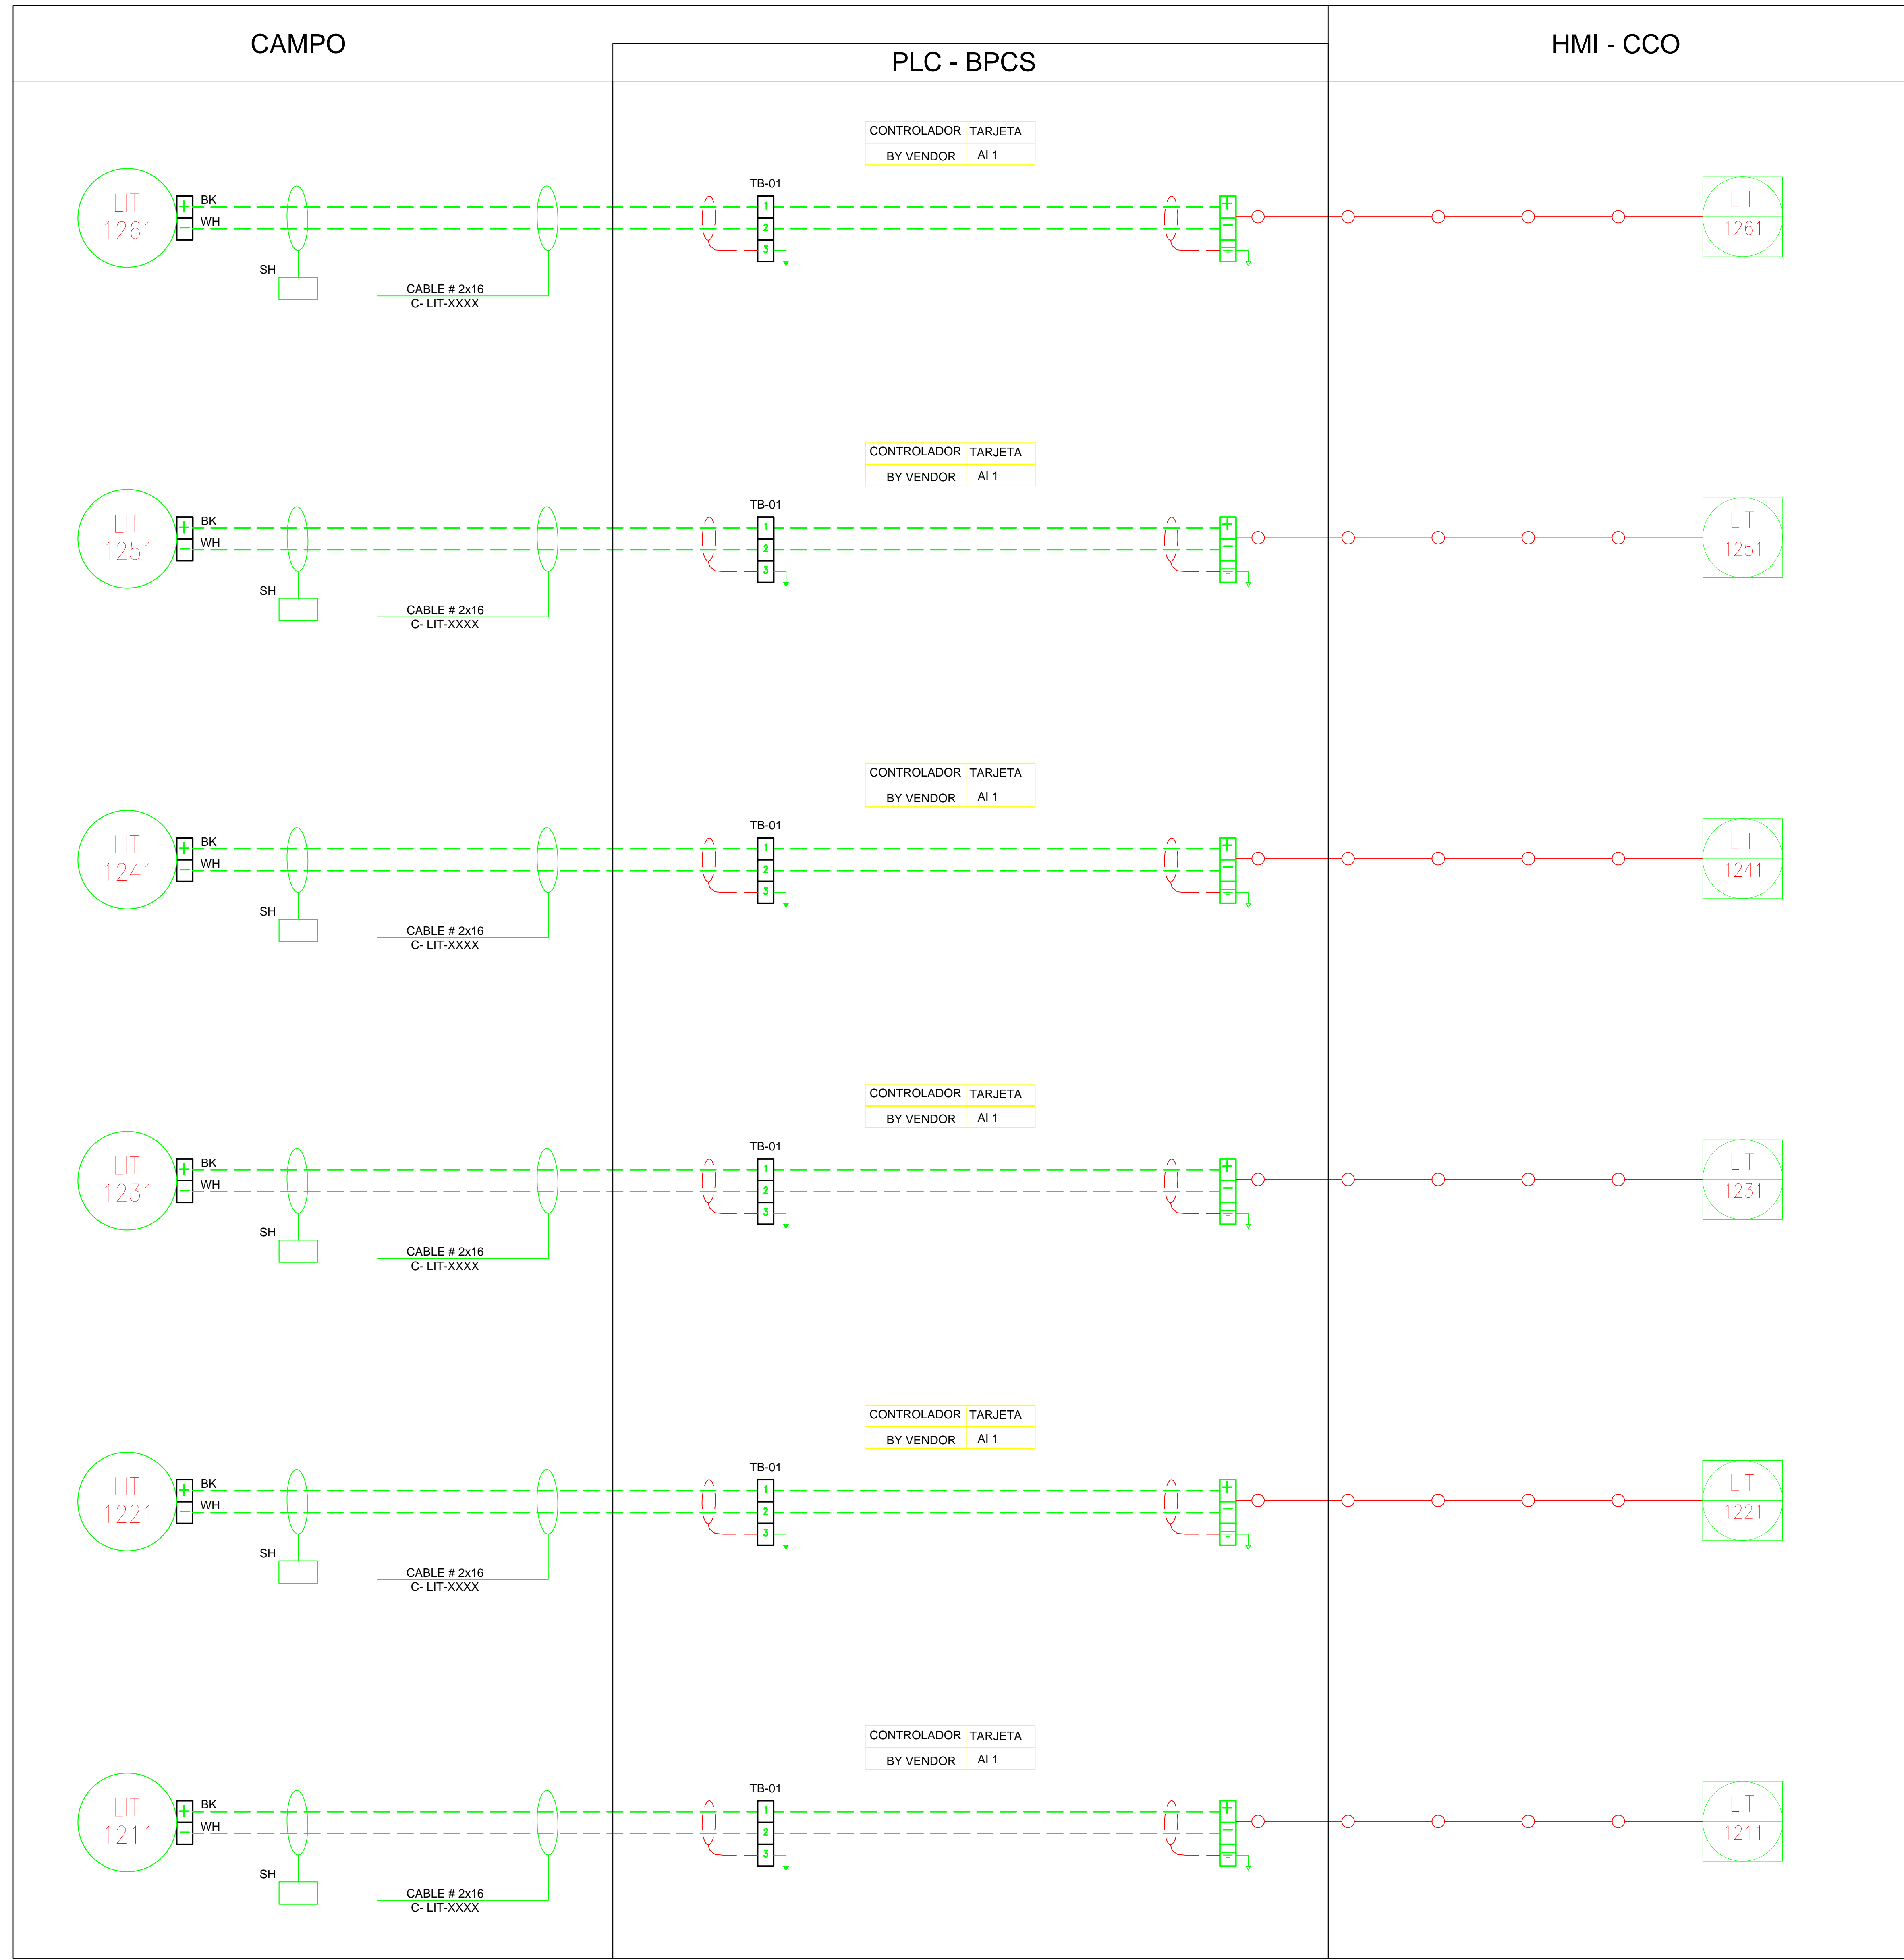 CAMPO
PLC - BPCS
HMI - CCO
CONTROLADOR TARJETA
BY VENDOR AI 1
LIT
1261
+
-
BK
WH
SH
CABLE # 2x16
C- LIT-XXXX
TB-01
1
2
3
+
-
LIT
1261
CONTROLADOR TARJETA
BY VENDOR AI 1
LIT
1251
+
-
BK
WH
SH
CABLE # 2x16
C- LIT-XXXX
TB-01
1
2
3
+
-
LIT
1251
CONTROLADOR TARJETA
BY VENDOR AI 1
LIT
1241
+
-
BK
WH
SH
CABLE # 2x16
C- LIT-XXXX
TB-01
1
2
3
+
-
LIT
1241
CONTROLADOR TARJETA
BY VENDOR AI 1
LIT
1231
+
-
BK
WH
SH
CABLE # 2x16
C- LIT-XXXX
TB-01
1
2
3
+
-
LIT
1231
CONTROLADOR TARJETA
BY VENDOR AI 1
LIT
1221
+
-
BK
WH
SH
CABLE # 2x16
C- LIT-XXXX
TB-01
1
2
3
+
-
LIT
1221
CONTROLADOR TARJETA
BY VENDOR AI 1
LIT
1211
+
-
BK
WH
SH
CABLE # 2x16
C- LIT-XXXX
TB-01
1
2
3
+
-
LIT
1211